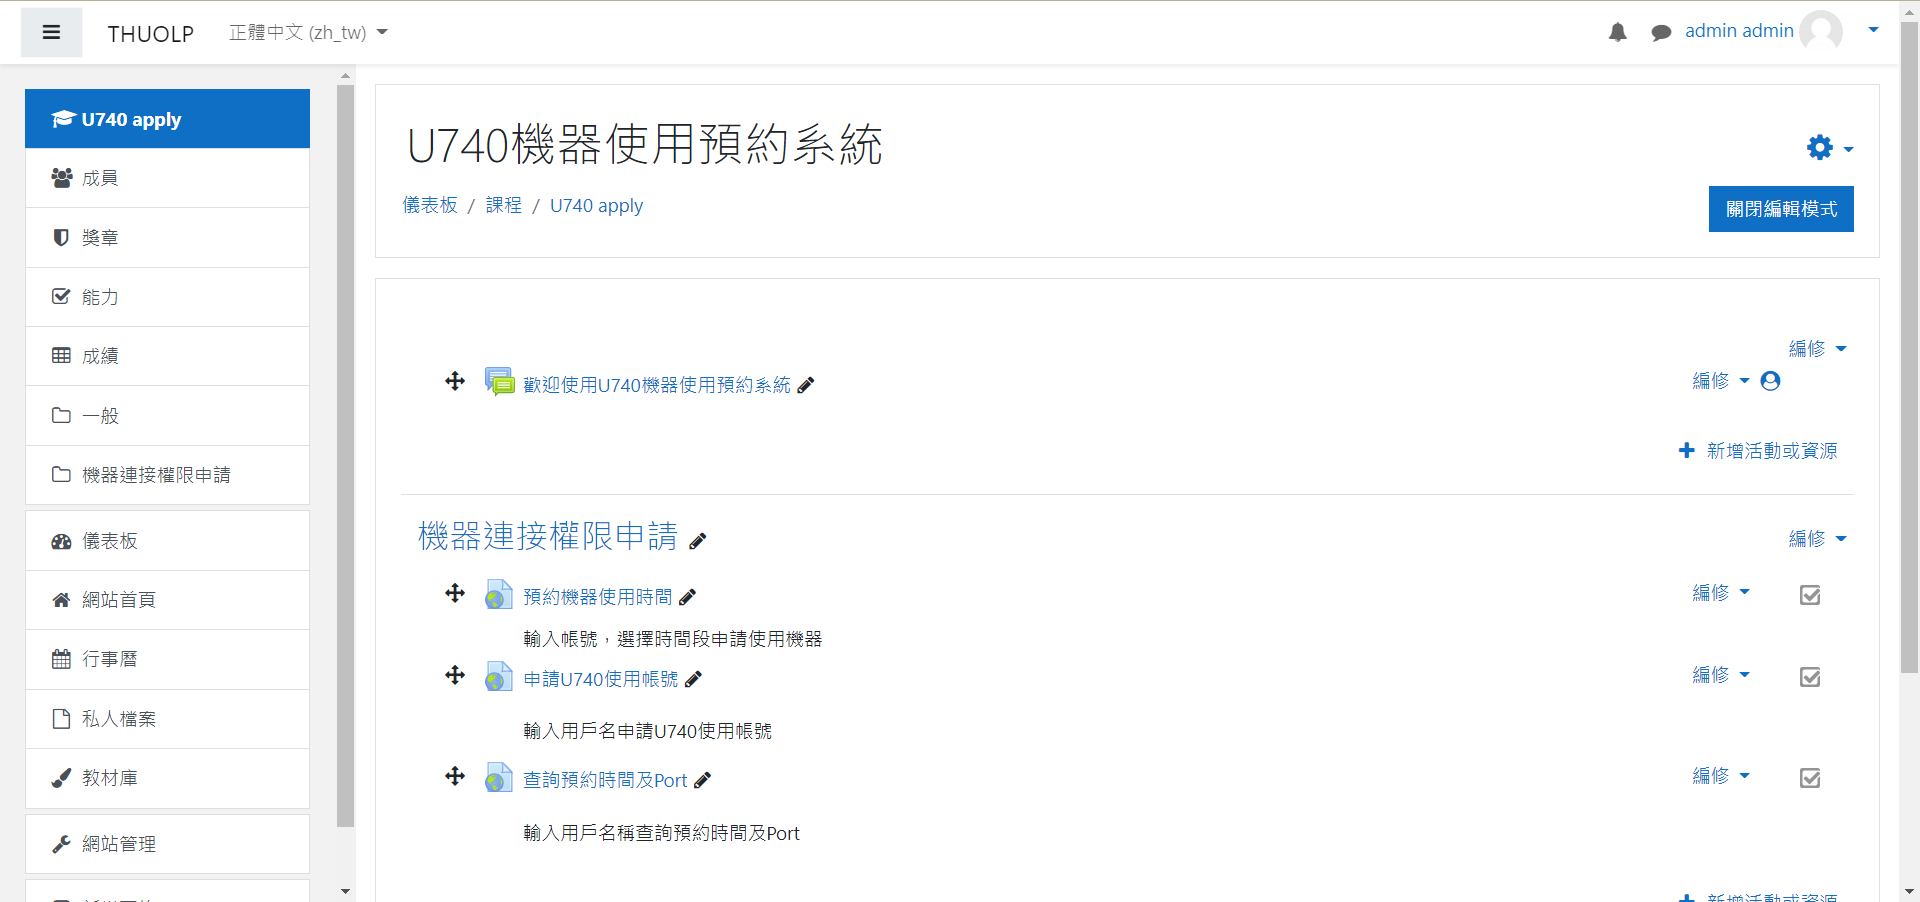 THUOLP
正體中文 (zh_tw)
admin admin
U740 apply
成員
獎章
能力
成績
一般
機器連接權限申請
儀表板
網站首頁
行事曆
私人檔案
教材庫
網站管理
U740機器使用預約系統
儀表板 / 課程 / U740 apply
關閉編輯模式
編修
歡迎使用U740機器使用預約系統
編修
新增活動或資源
機器連接權限申請
編修
預約機器使用時間
編修
輸入帳號，選擇時間段申請使用機器
申請U740使用帳號
編修
輸入用戶名申請U740使用帳號
查詢預約時間及Port
編修
輸入用戶名稱查詢預約時間及Port
新增活動或資源